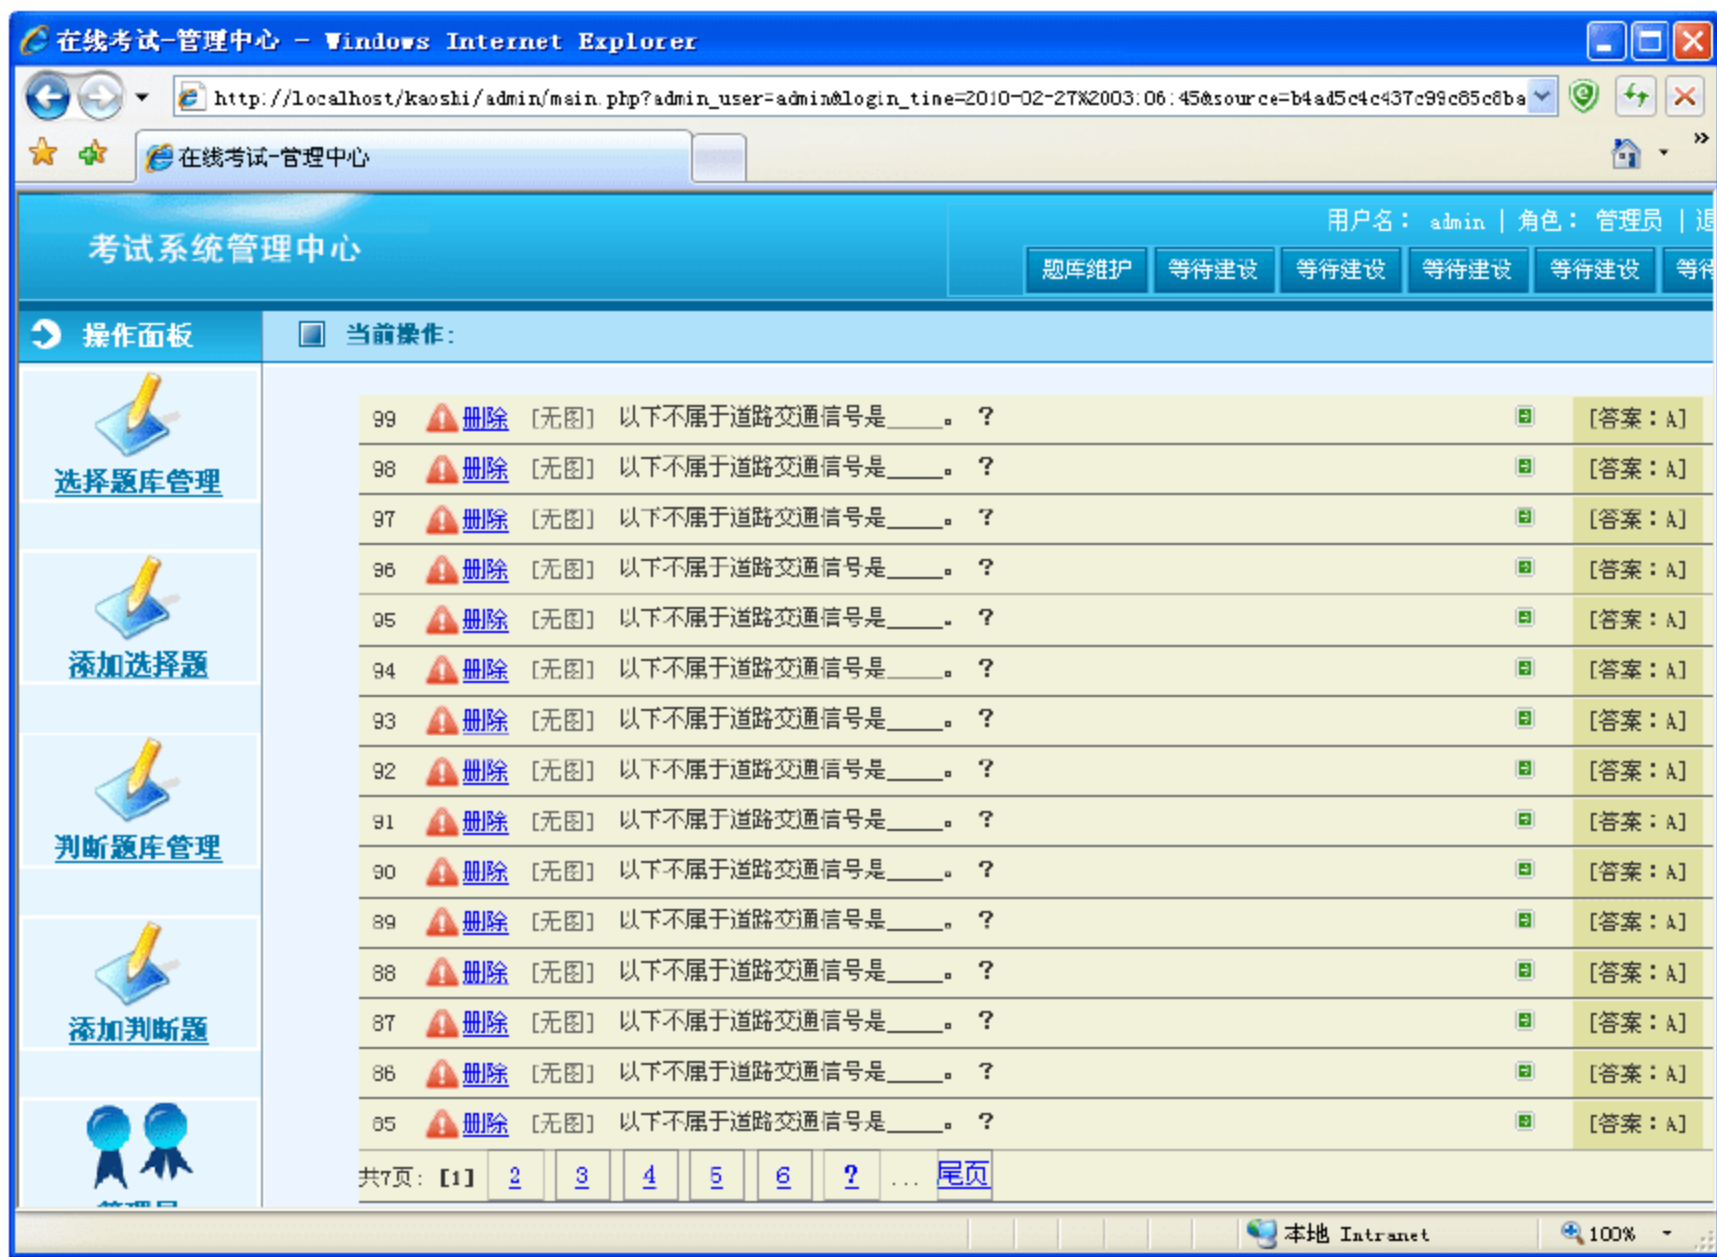 在线考试-管理中心 - Windows Internet Explorer
http://localhost/kaoshi/admin/main.php?admin_user=admin&login_time=2010-02-27%2003:06:45&source=b4ad5c4c437c99c85c8ba
在线考试-管理中心
考试系统管理中心
用户名： admin | 角色： 管理员 | 退
题库维护 等待建设 等待建设 等待建设 等待建设 等待
操作面板
当前操作:
选择题库管理
添加选择题
判断题库管理
添加判断题
99 删除 [无图] 以下不属于道路交通信号是____。 ? [答案：A]
98 删除 [无图] 以下不属于道路交通信号是____。 ? [答案：A]
97 删除 [无图] 以下不属于道路交通信号是____。 ? [答案：A]
96 删除 [无图] 以下不属于道路交通信号是____。 ? [答案：A]
95 删除 [无图] 以下不属于道路交通信号是____。 ? [答案：A]
94 删除 [无图] 以下不属于道路交通信号是____。 ? [答案：A]
93 删除 [无图] 以下不属于道路交通信号是____。 ? [答案：A]
92 删除 [无图] 以下不属于道路交通信号是____。 ? [答案：A]
91 删除 [无图] 以下不属于道路交通信号是____。 ? [答案：A]
90 删除 [无图] 以下不属于道路交通信号是____。 ? [答案：A]
89 删除 [无图] 以下不属于道路交通信号是____。 ? [答案：A]
88 删除 [无图] 以下不属于道路交通信号是____。 ? [答案：A]
87 删除 [无图] 以下不属于道路交通信号是____。 ? [答案：A]
86 删除 [无图] 以下不属于道路交通信号是____。 ? [答案：A]
85 删除 [无图] 以下不属于道路交通信号是____。 ? [答案：A]
共7页: [1] 2 3 4 5 6 ? ... 尾页
本地 Intranet 100%